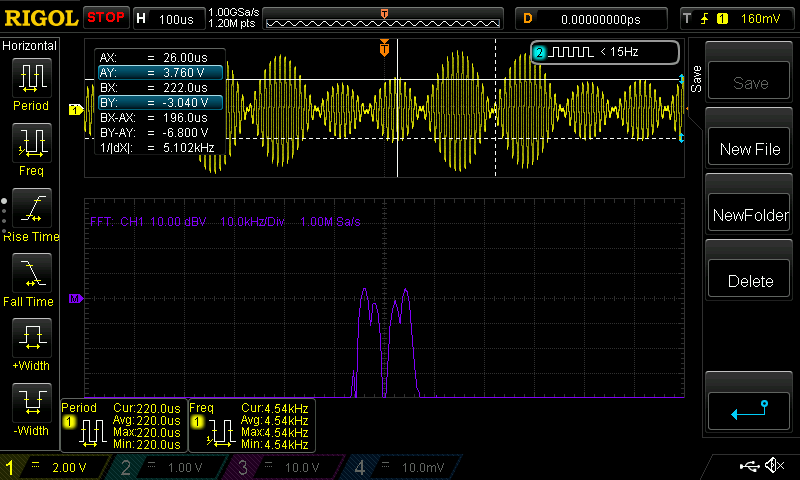 RIGOL STOP H 100us 1.00GSa/s 1.20M pts T D 0.00000000ps T 1 160mV
Horizontal
Period
Freq
Rise Time
Fall Time
+Width
-Width
AX: = 26.00us
AY: = 3.760 V
BX: = 222.0us
BY: = -3.040 V
BX-AX: = 196.0us
BY-AY: = -6.800 V
1/|dX|: = 5.102kHz
T
2 < 15Hz
1
FFT: CH1 10.00 dBV 10.0kHz/Div 1.00M Sa/s
M
Period
1
Cur:220.0us
Avg:220.0us
Max:220.0us
Min:220.0us
Freq
1
Cur:4.54kHz
Avg:4.54kHz
Max:4.54kHz
Min:4.54kHz
Save
Save
New File
NewFolder
Delete
1 = 2.00 V 2 = 1.00 V 3 = 10.0 V 4 = 10.0mV